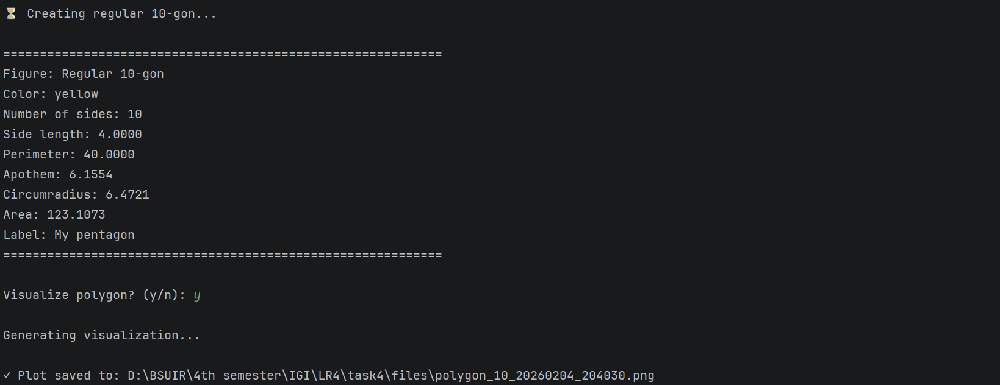 ⏳ Creating regular 10-gon...
============================================================
Figure: Regular 10-gon
Color: yellow
Number of sides: 10
Side length: 4.0000
Perimeter: 40.0000
Apothem: 6.1554
Circumradius: 6.4721
Area: 123.1073
Label: My pentagon
============================================================
Visualize polygon? (y/n): y
Generating visualization...
✓ Plot saved to: D:\BSUIR\4th semester\IGI\LR4\task4\files\polygon_10_20260204_204030.png